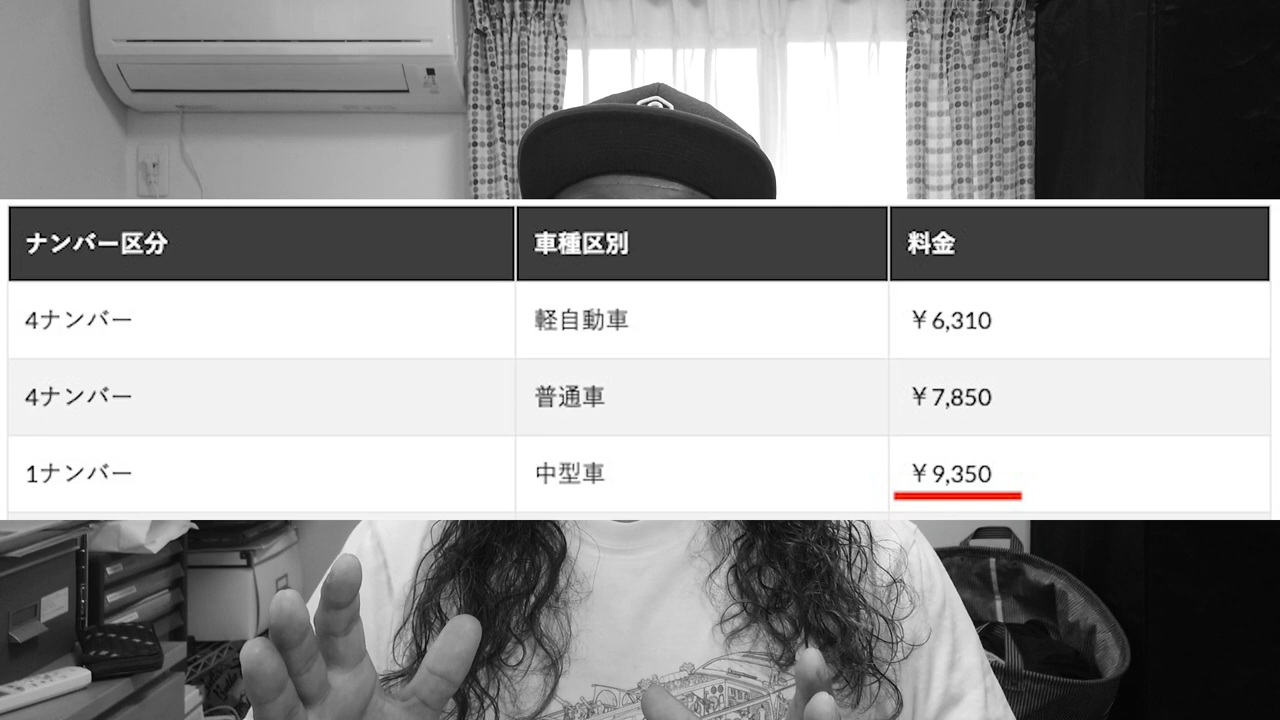 ナンバー区分 車種区別 料金
4ナンバー 軽自動車 ￥6,310
4ナンバー 普通車 ￥7,850
1ナンバー 中型車 ￥9,350